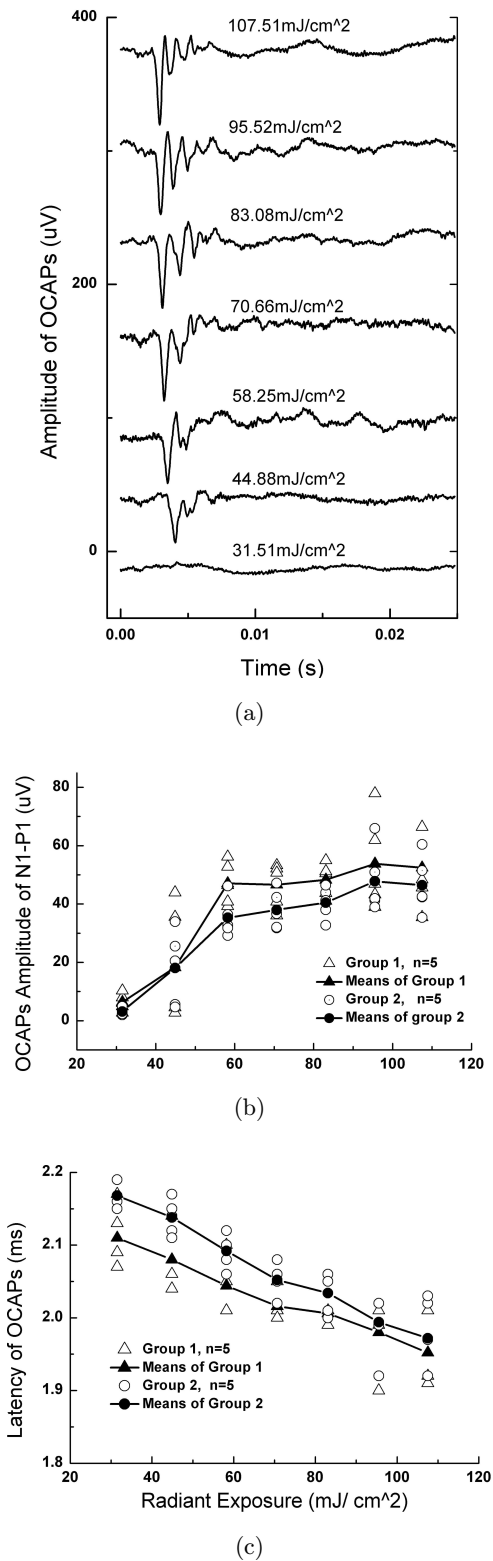 400
107.51mJ/cm^2
95.52mJ/cm^2
83.08mJ/cm^2
200
70.66mJ/cm^2
58.25mJ/cm^2
44.88mJ/cm^2
0
31.51mJ/cm^2
Amplitude of OCAPs (uV)
0.00 0.01 0.02
Time (s)
(a)
80
60
40
20
0
OCAPs Amplitude of N1-P1 (uV)
Group 1, n=5
Means of Group 1
Group 2, n=5
Means of group 2
20 40 60 80 100 120
(b)
2.2
2.1
2.0
1.9
1.8
Latency of OCAPs (ms)
Group 1, n=5
Means of Group 1
Group 2, n=5
Means of Group 2
20 40 60 80 100 120
Radiant Exposure (mJ/ cm^2)
(c)